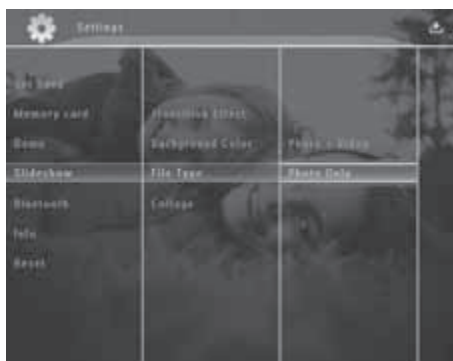 Settings
Memory card
Demo
Slideshow
Bluetooth
Info
Reset
Transition Effect
Background Color
File Type
Collage
Photo + Video
Photo Only